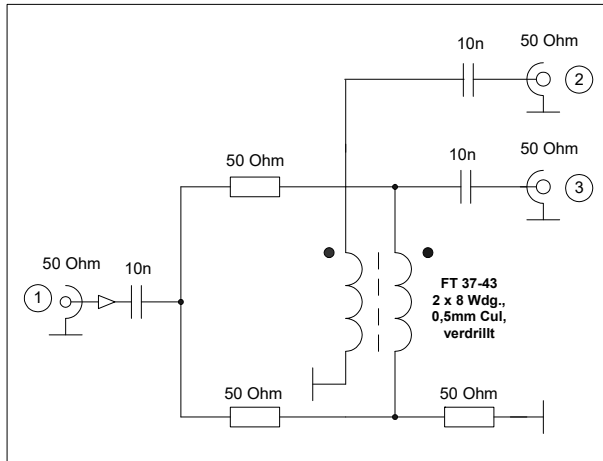 10n
50 Ohm
2
50 Ohm
10n
50 Ohm
3
50 Ohm
10n
1
FT 37-43
2 x 8 Wdg.,
0,5mm Cul,
verdrillt
50 Ohm
50 Ohm